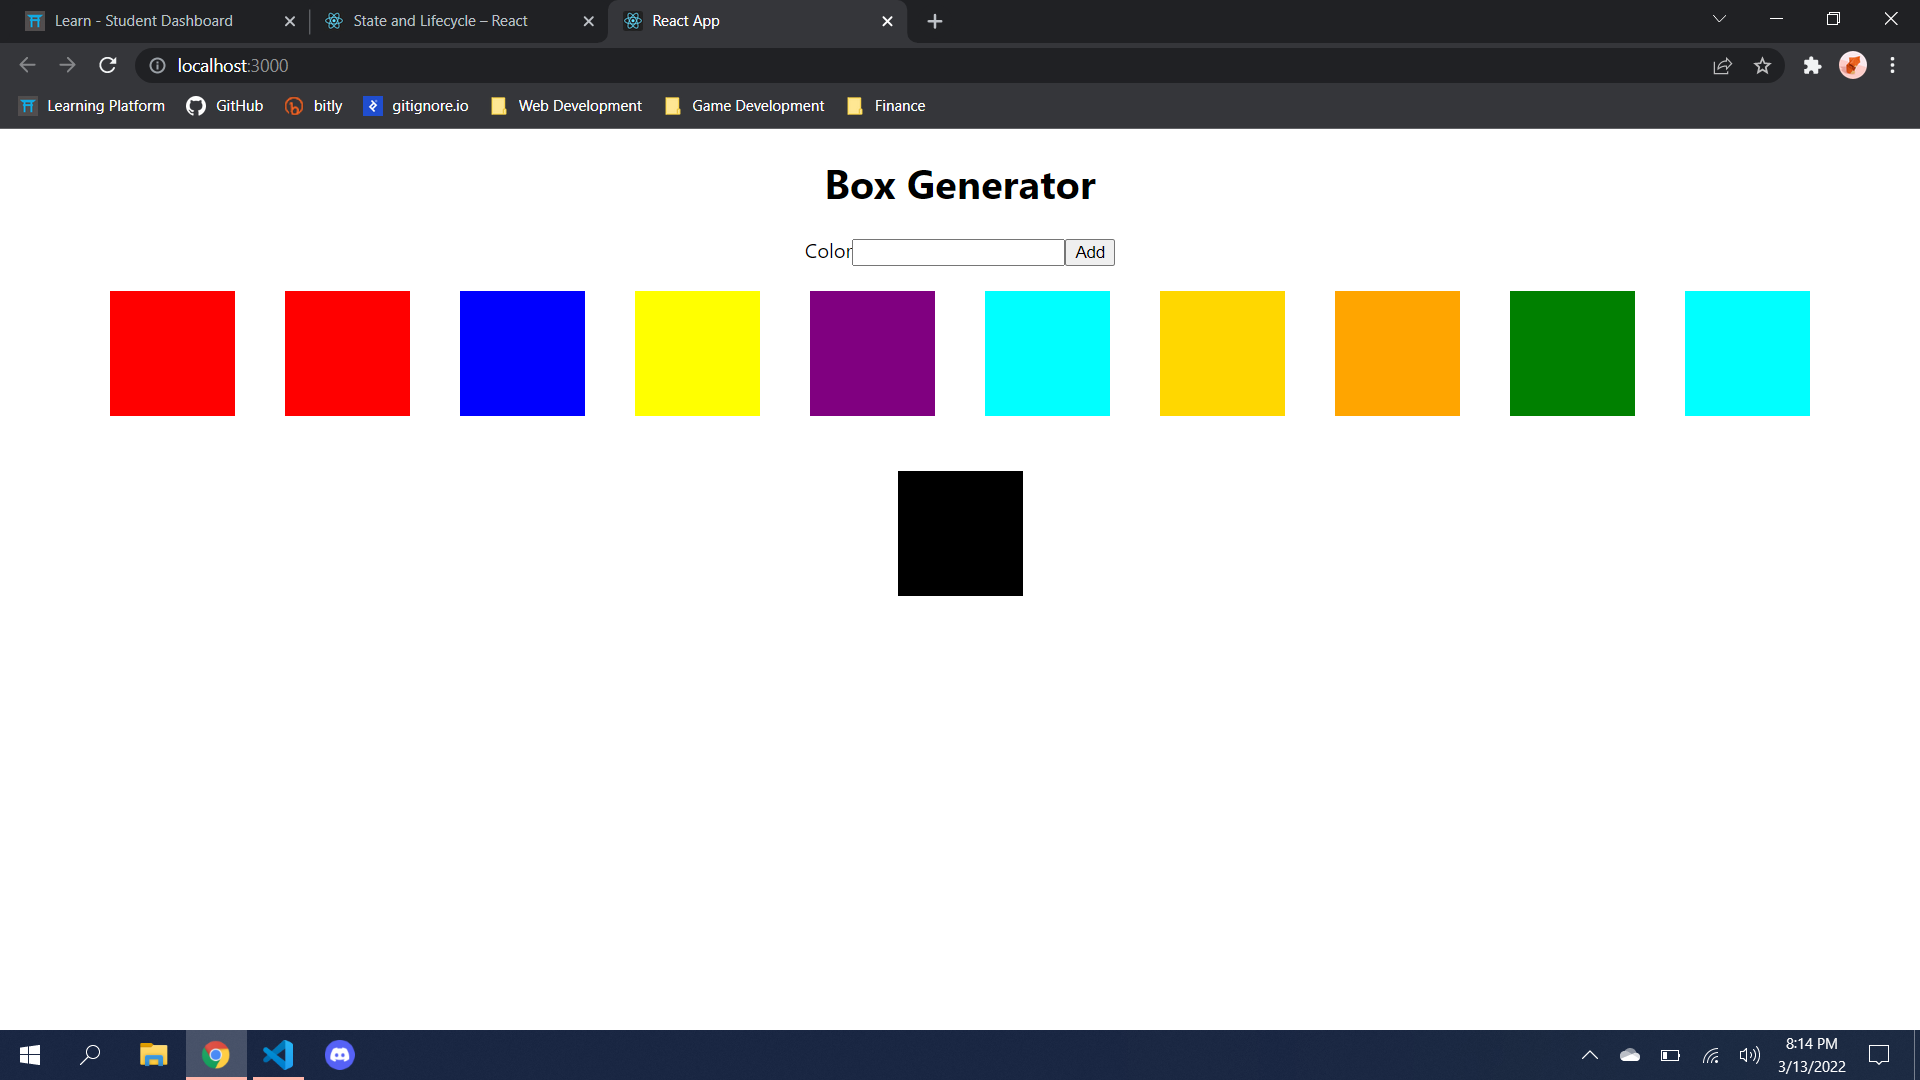 Learn - Student Dashboard
State and Lifecycle – React
React App
localhost:3000
Learning Platform
GitHub
bitly
gitignore.io
Web Development
Game Development
Finance
Box Generator
Color
Add
8:14 PM
3/13/2022